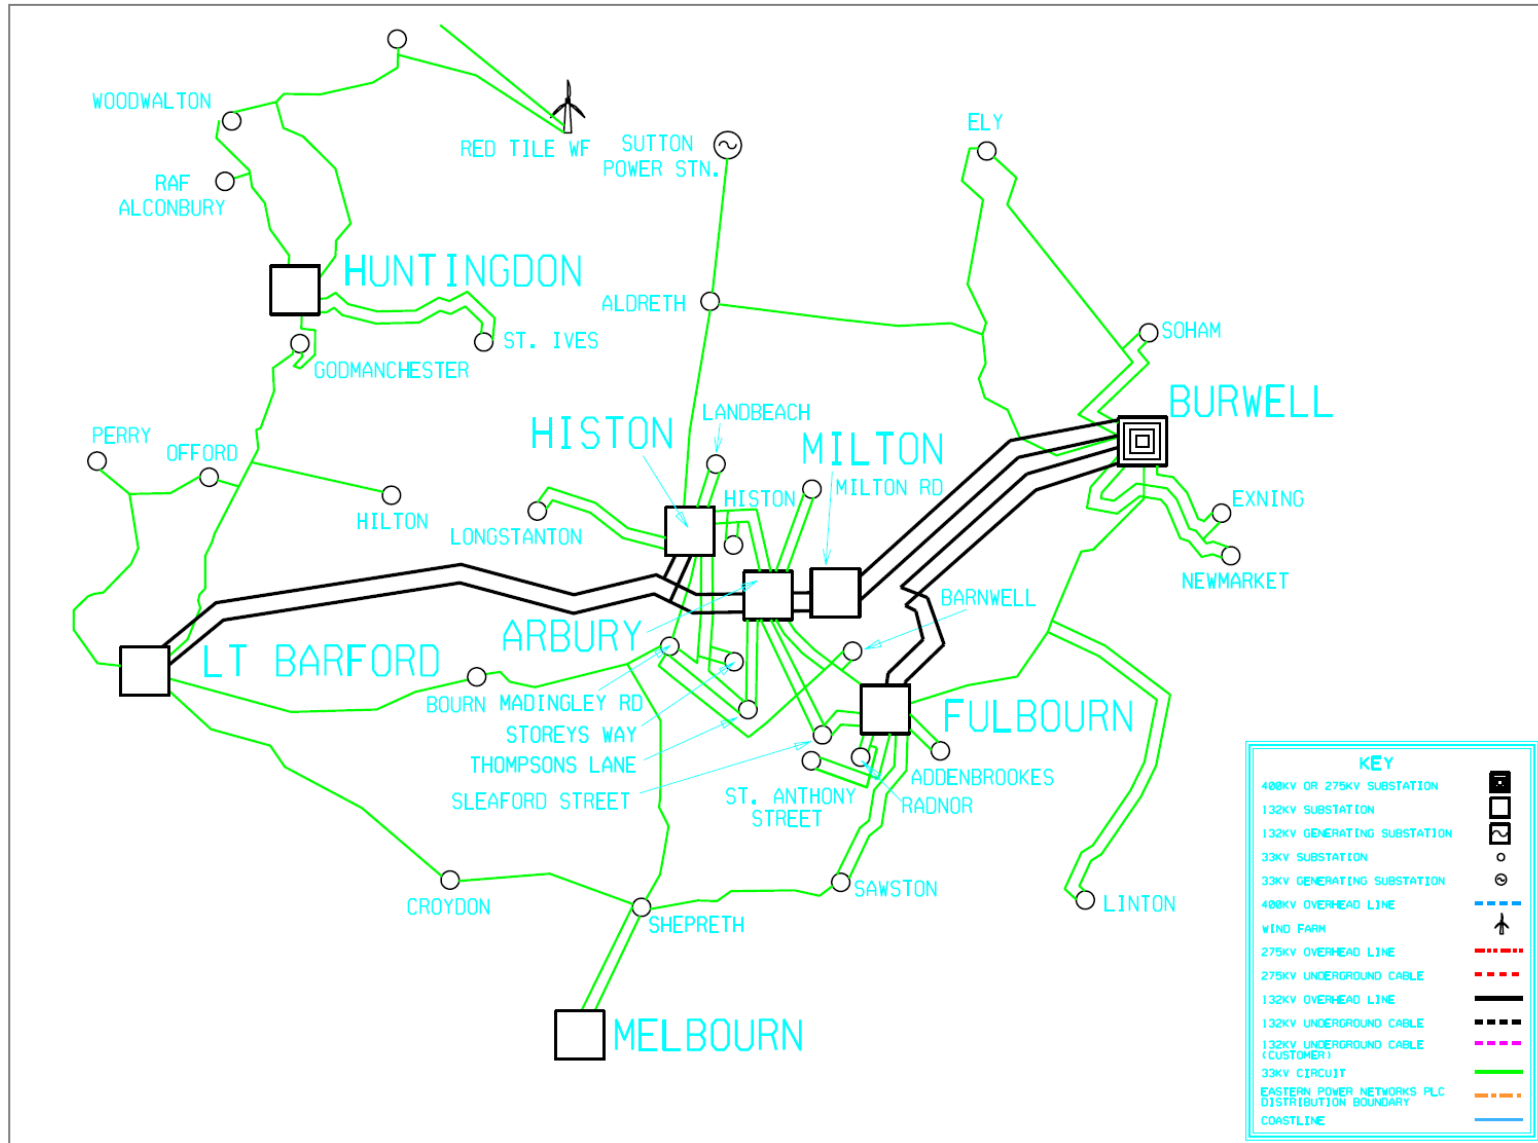 WOODWALTON
RED TILE WF
SUTTON
POWER STN.
ELY
RAF
ALCONBURY
HUNTINGDON
ALDRETH
ST. IVES
SOHAM
GODMANCHESTER
BURWELL
LANDBEACH
HISTON
MILTON
PERRY
OFFORD
MILTON RD
HISTON
HILTON
LONGSTANTON
EXNING
NEWMARKET
BARNWELL
ARBURY
LT BARFORD
BOURN
MADINGLEY RD
FULBOURN
STOREYS WAY
THOMPSONS LANE
SLEAFORD STREET
ST. ANTHONY
STREET
ADDENBROOKES
RADNOR
SAWSTON
CROYDON
LINTON
SHEPRETH
MELBOURN
KEY
400KV OR 275KV SUBSTATION
132KV SUBSTATION
132KV GENERATING SUBSTATION
33KV SUBSTATION
33KV GENERATING SUBSTATION
400KV OVERHEAD LINE
WIND FARM
275KV OVERHEAD LINE
275KV UNDERGROUND CABLE
132KV OVERHEAD LINE
132KV UNDERGROUND CABLE
132KV UNDERGROUND CABLE
(CUSTOMER)
33KV CIRCUIT
EASTERN POWER NETWORKS PLC
DISTRIBUTION BOUNDARY
COASTLINE